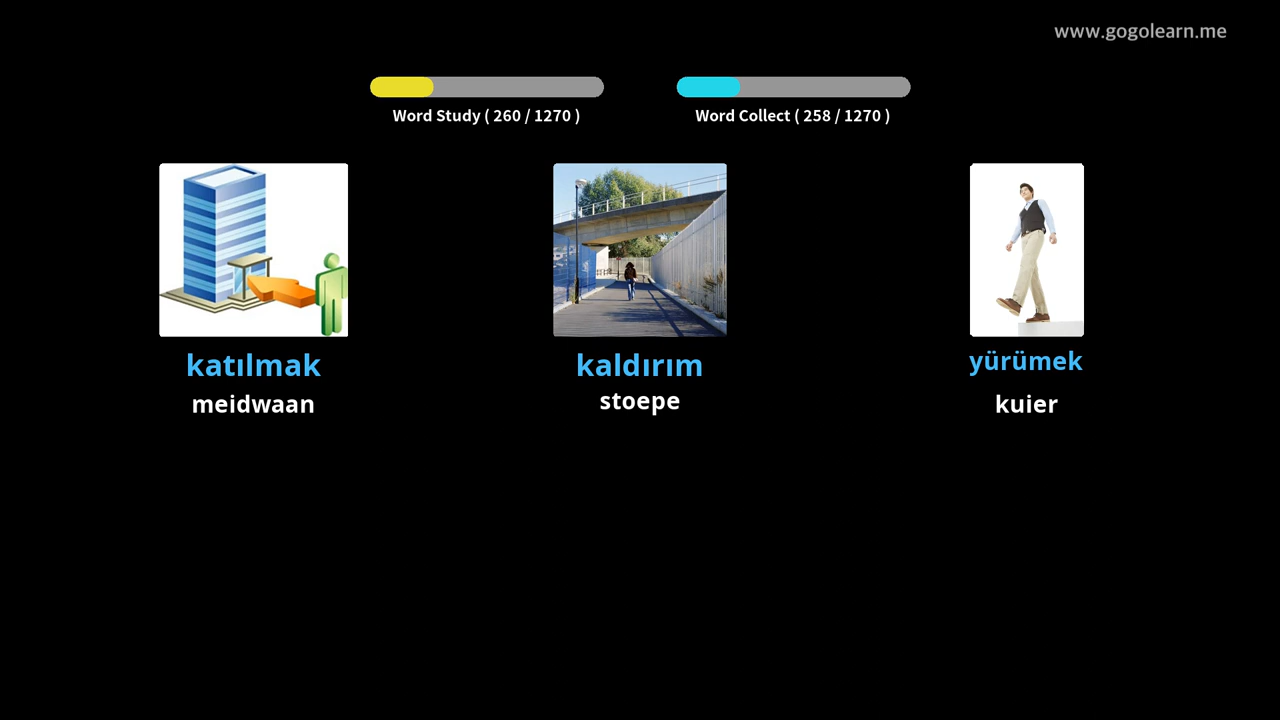 www.gogolearn.me
Word Study ( 260 / 1270 )
Word Collect ( 258 / 1270 )
katılmak
meidwaan
kaldırım
stoepe
yürümek
kuier